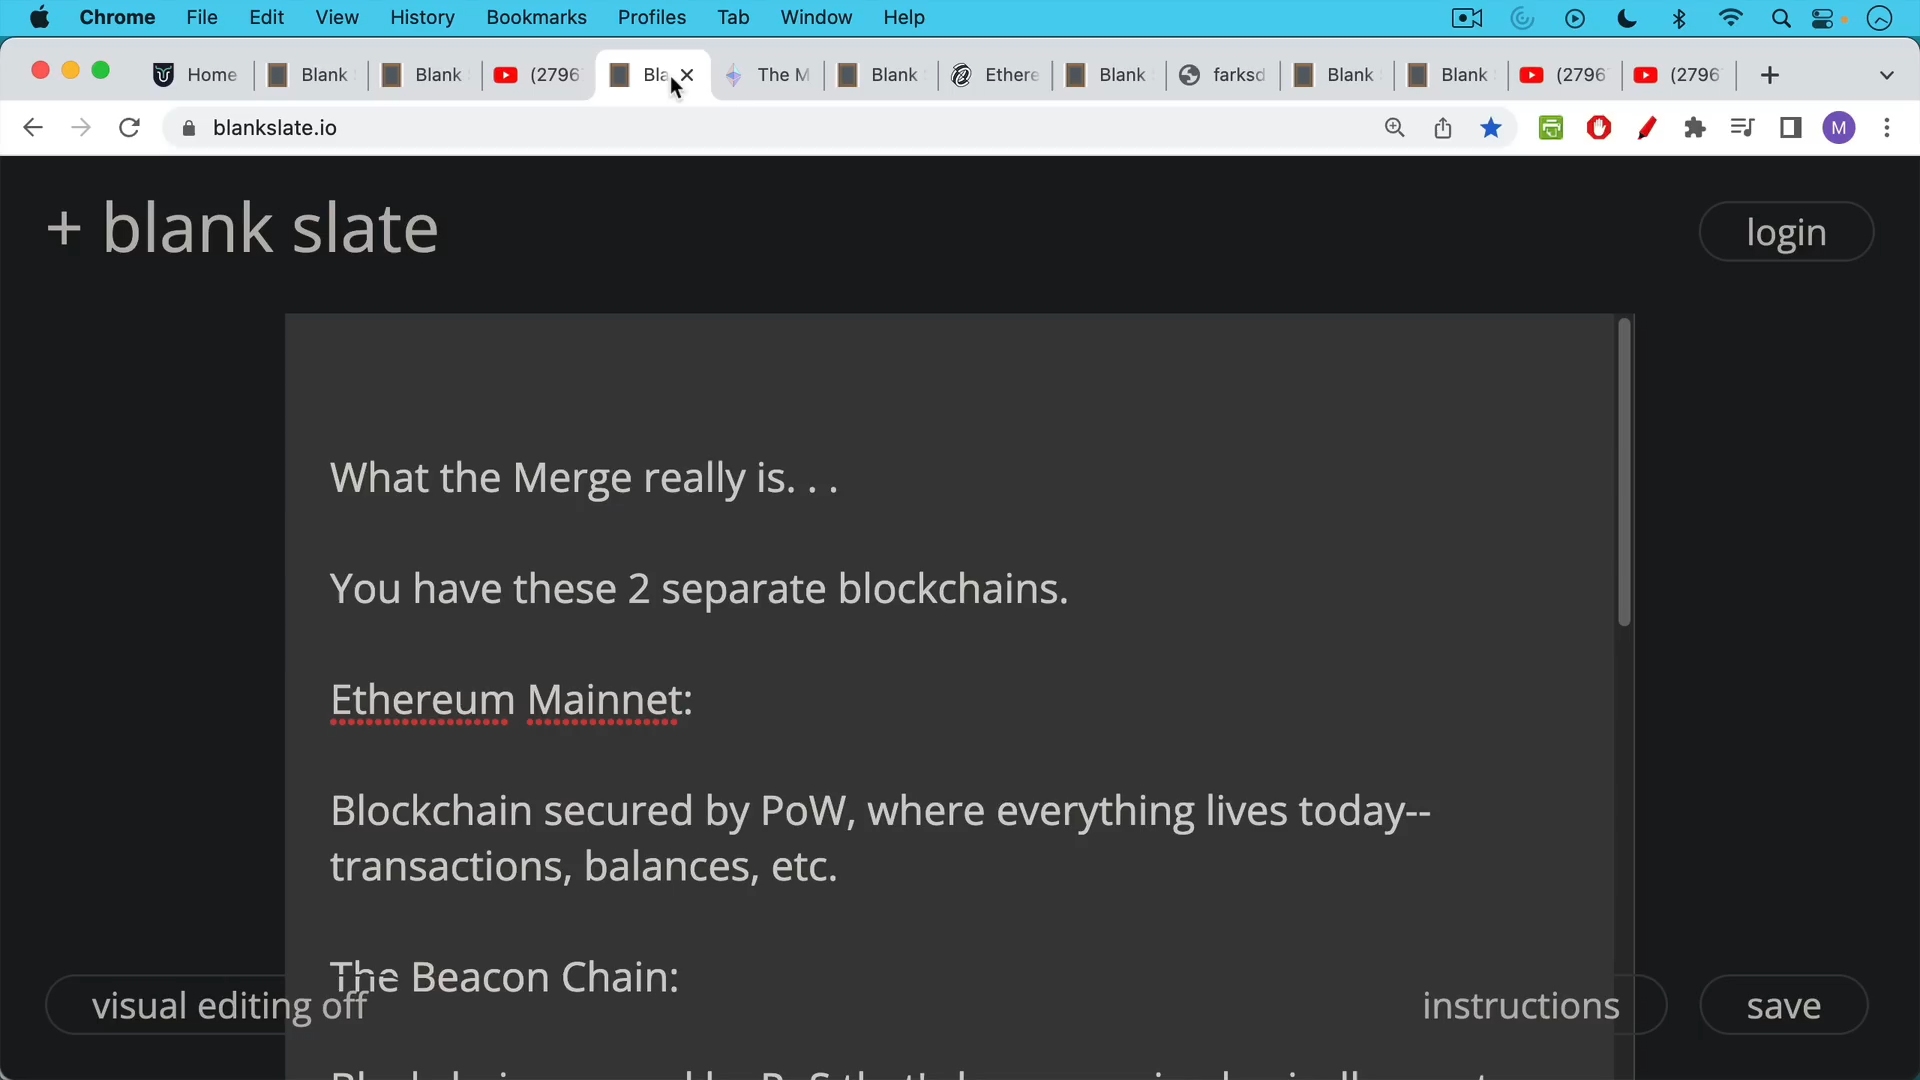 Chrome File Edit View History Bookmarks Profiles Tab Window Help
Home Blank Blank (2796 Bla The M Blank Ethere Blank farksd Blank Blank (2796 (2796
blankslate.io M
+ blank slate
login
What the Merge really is. . .
You have these 2 separate blockchains.
Ethereum Mainnet:
Blockchain secured by PoW, where everything lives today--
transactions, balances, etc.
The Beacon Chain:
visual editing off
instructions
save